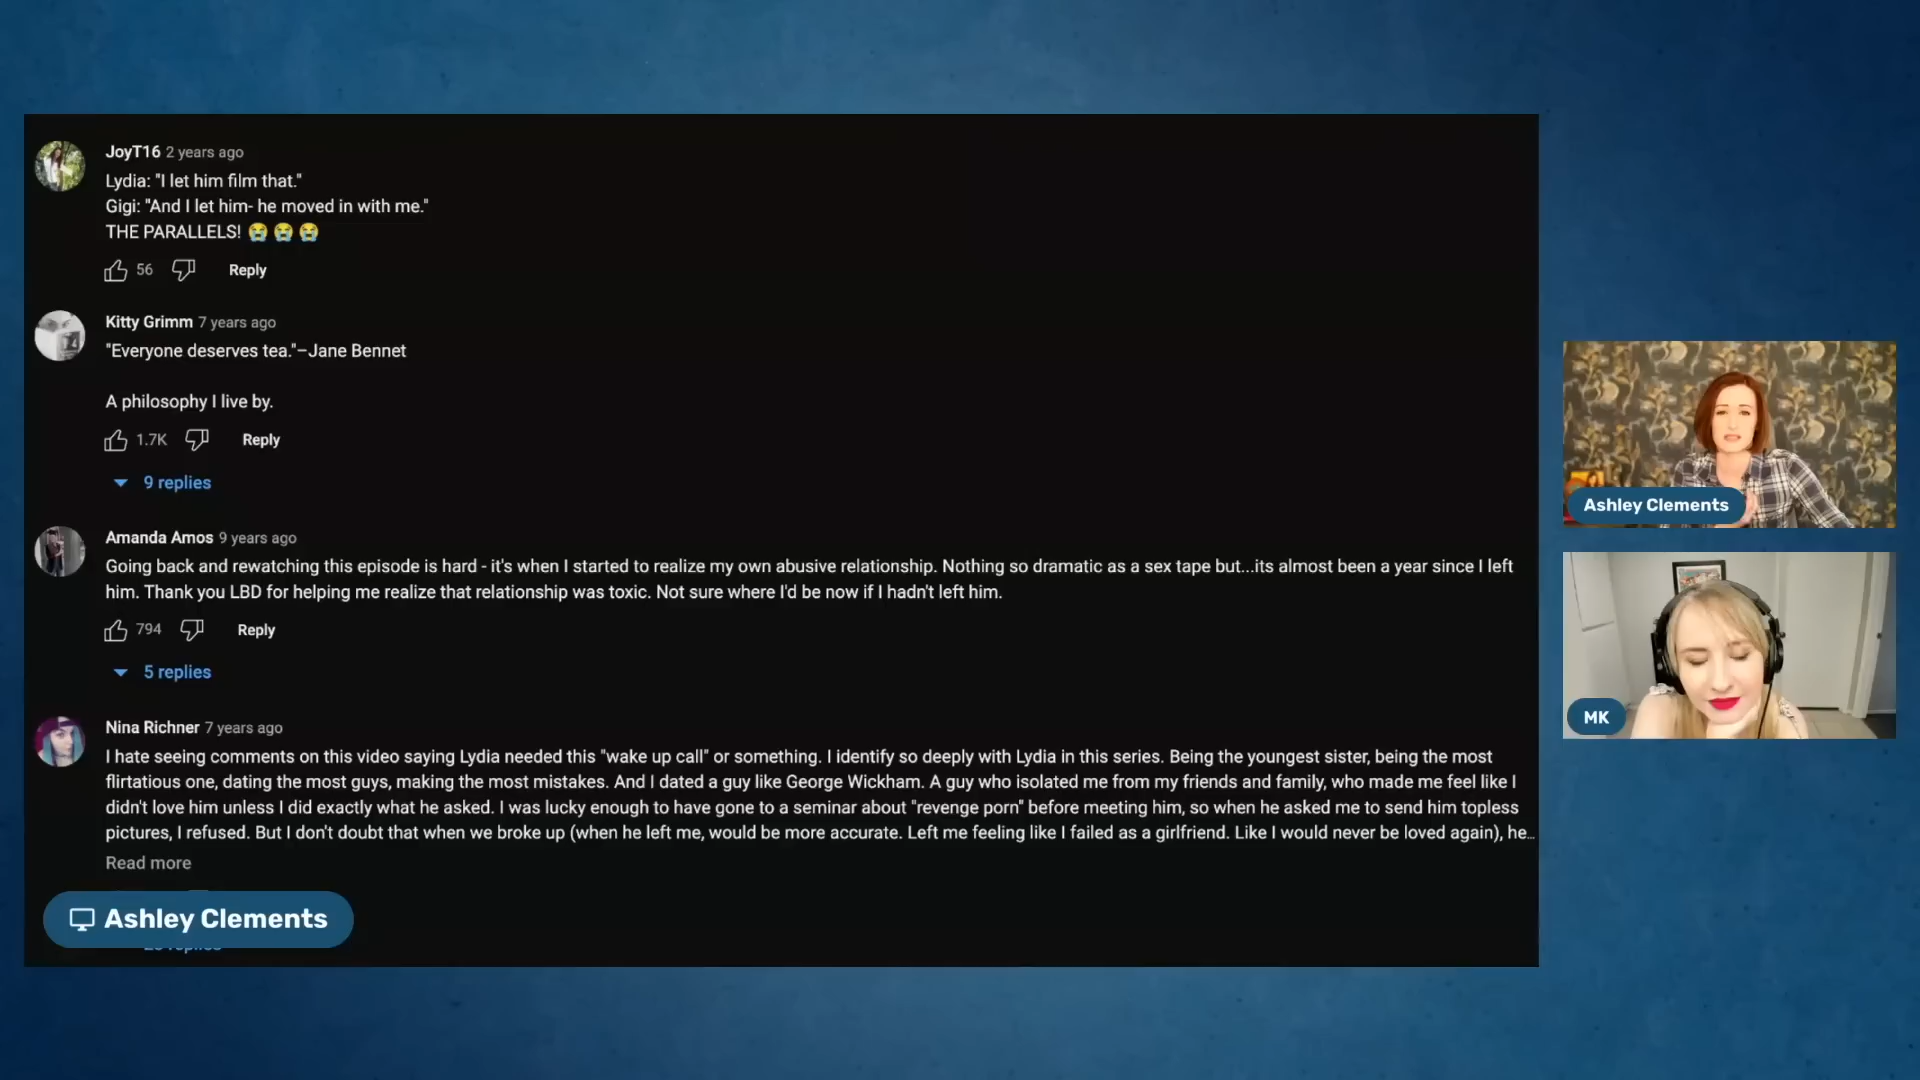 JoyT16 2 years ago
Lydia: "I let him film that."
Gigi: "And I let him- he moved in with me."
THE PARALLELS! 😭 😭 😭
56 Reply
Kitty Grimm 7 years ago
"Everyone deserves tea."–Jane Bennet
A philosophy I live by.
1.7K Reply
9 replies
Amanda Amos 9 years ago
Going back and rewatching this episode is hard - it's when I started to realize my own abusive relationship. Nothing so dramatic as a sex tape but...its almost been a year since I left
him. Thank you LBD for helping me realize that relationship was toxic. Not sure where I'd be now if I hadn't left him.
794 Reply
5 replies
Nina Richner 7 years ago
I hate seeing comments on this video saying Lydia needed this "wake up call" or something. I identify so deeply with Lydia in this series. Being the youngest sister, being the most
flirtatious one, dating the most guys, making the most mistakes. And I dated a guy like George Wickham. A guy who isolated me from my friends and family, who made me feel like I
didn't love him unless I did exactly what he asked. I was lucky enough to have gone to a seminar about "revenge porn" before meeting him, so when he asked me to send him topless
pictures, I refused. But I don't doubt that when we broke up (when he left me, would be more accurate. Left me feeling like I failed as a girlfriend. Like I would never be loved again), he...
Read more
Ashley Clements
replies
Ashley Clements
MK